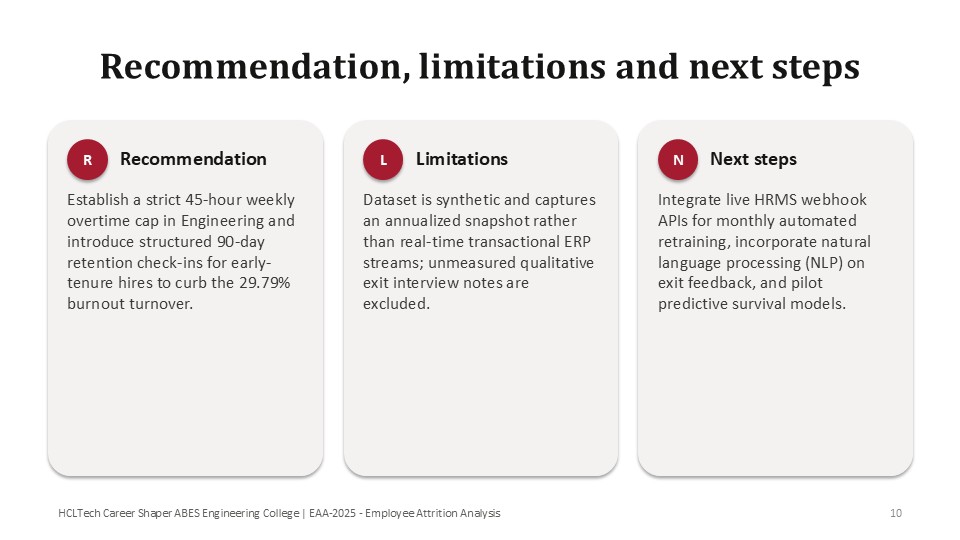 Recommendation, limitations and next steps
R
Recommendation
Establish a strict 45-hour weekly
overtime cap in Engineering and
introduce structured 90-day
retention check-ins for early-
tenure hires to curb the 29.79%
burnout turnover.
L
Limitations
Dataset is synthetic and captures
an annualized snapshot rather
than real-time transactional ERP
streams; unmeasured qualitative
exit interview notes are
excluded.
N
Next steps
Integrate live HRMS webhook
APIs for monthly automated
retraining, incorporate natural
language processing (NLP) on
exit feedback, and pilot
predictive survival models.
HCLTech Career Shaper ABES Engineering College | EAA-2025 - Employee Attrition Analysis
10